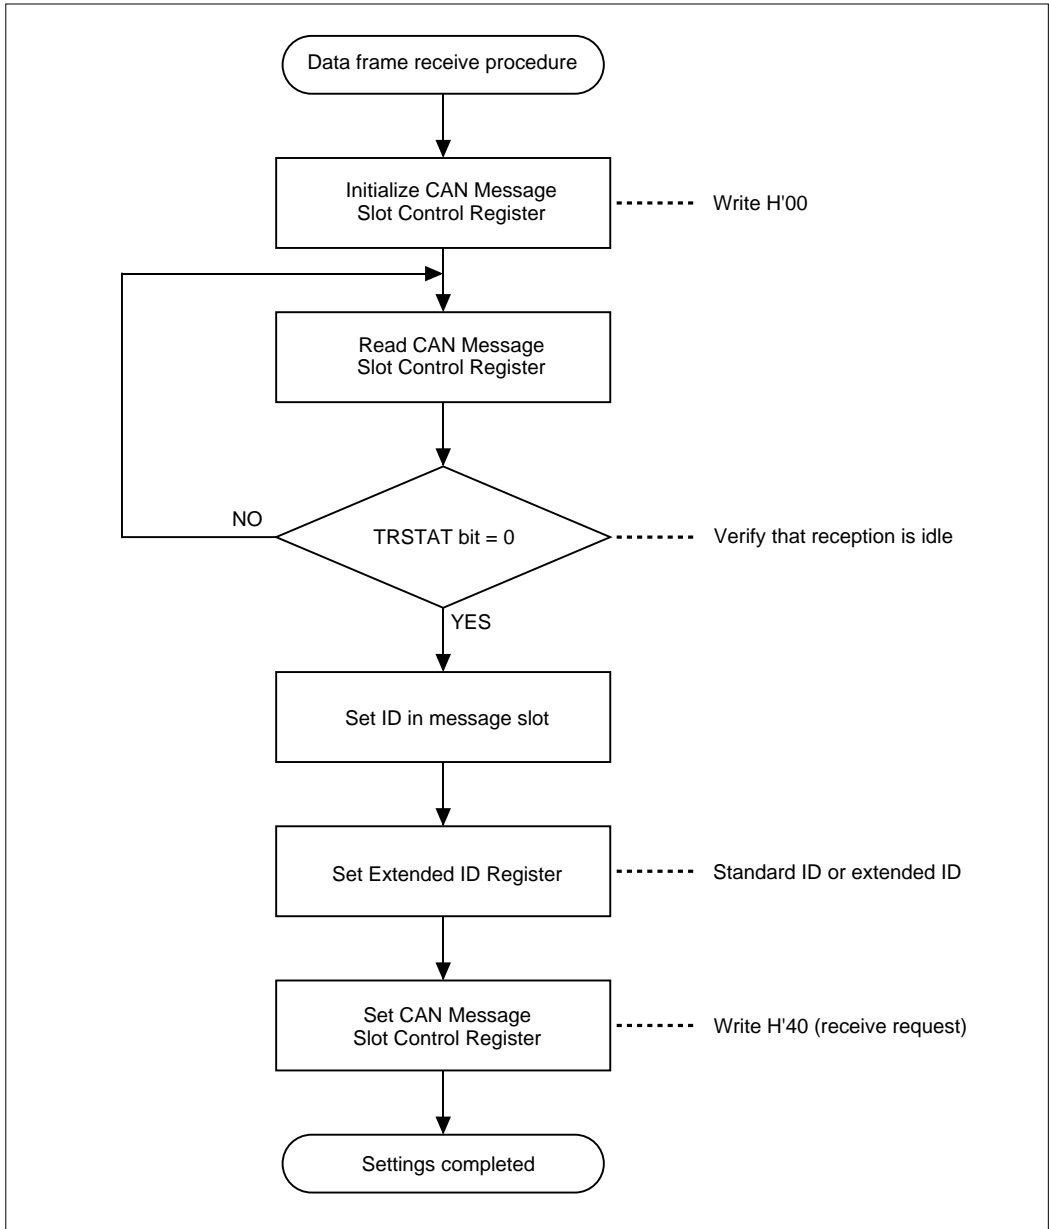 Data frame receive procedure
Initialize CAN Message
Slot Control Register
Write H'00
Read CAN Message
Slot Control Register
NO
TRSTAT bit = 0
Verify that reception is idle
YES
Set ID in message slot
Set Extended ID Register
Standard ID or extended ID
Set CAN Message
Slot Control Register
Write H'40 (receive request)
Settings completed